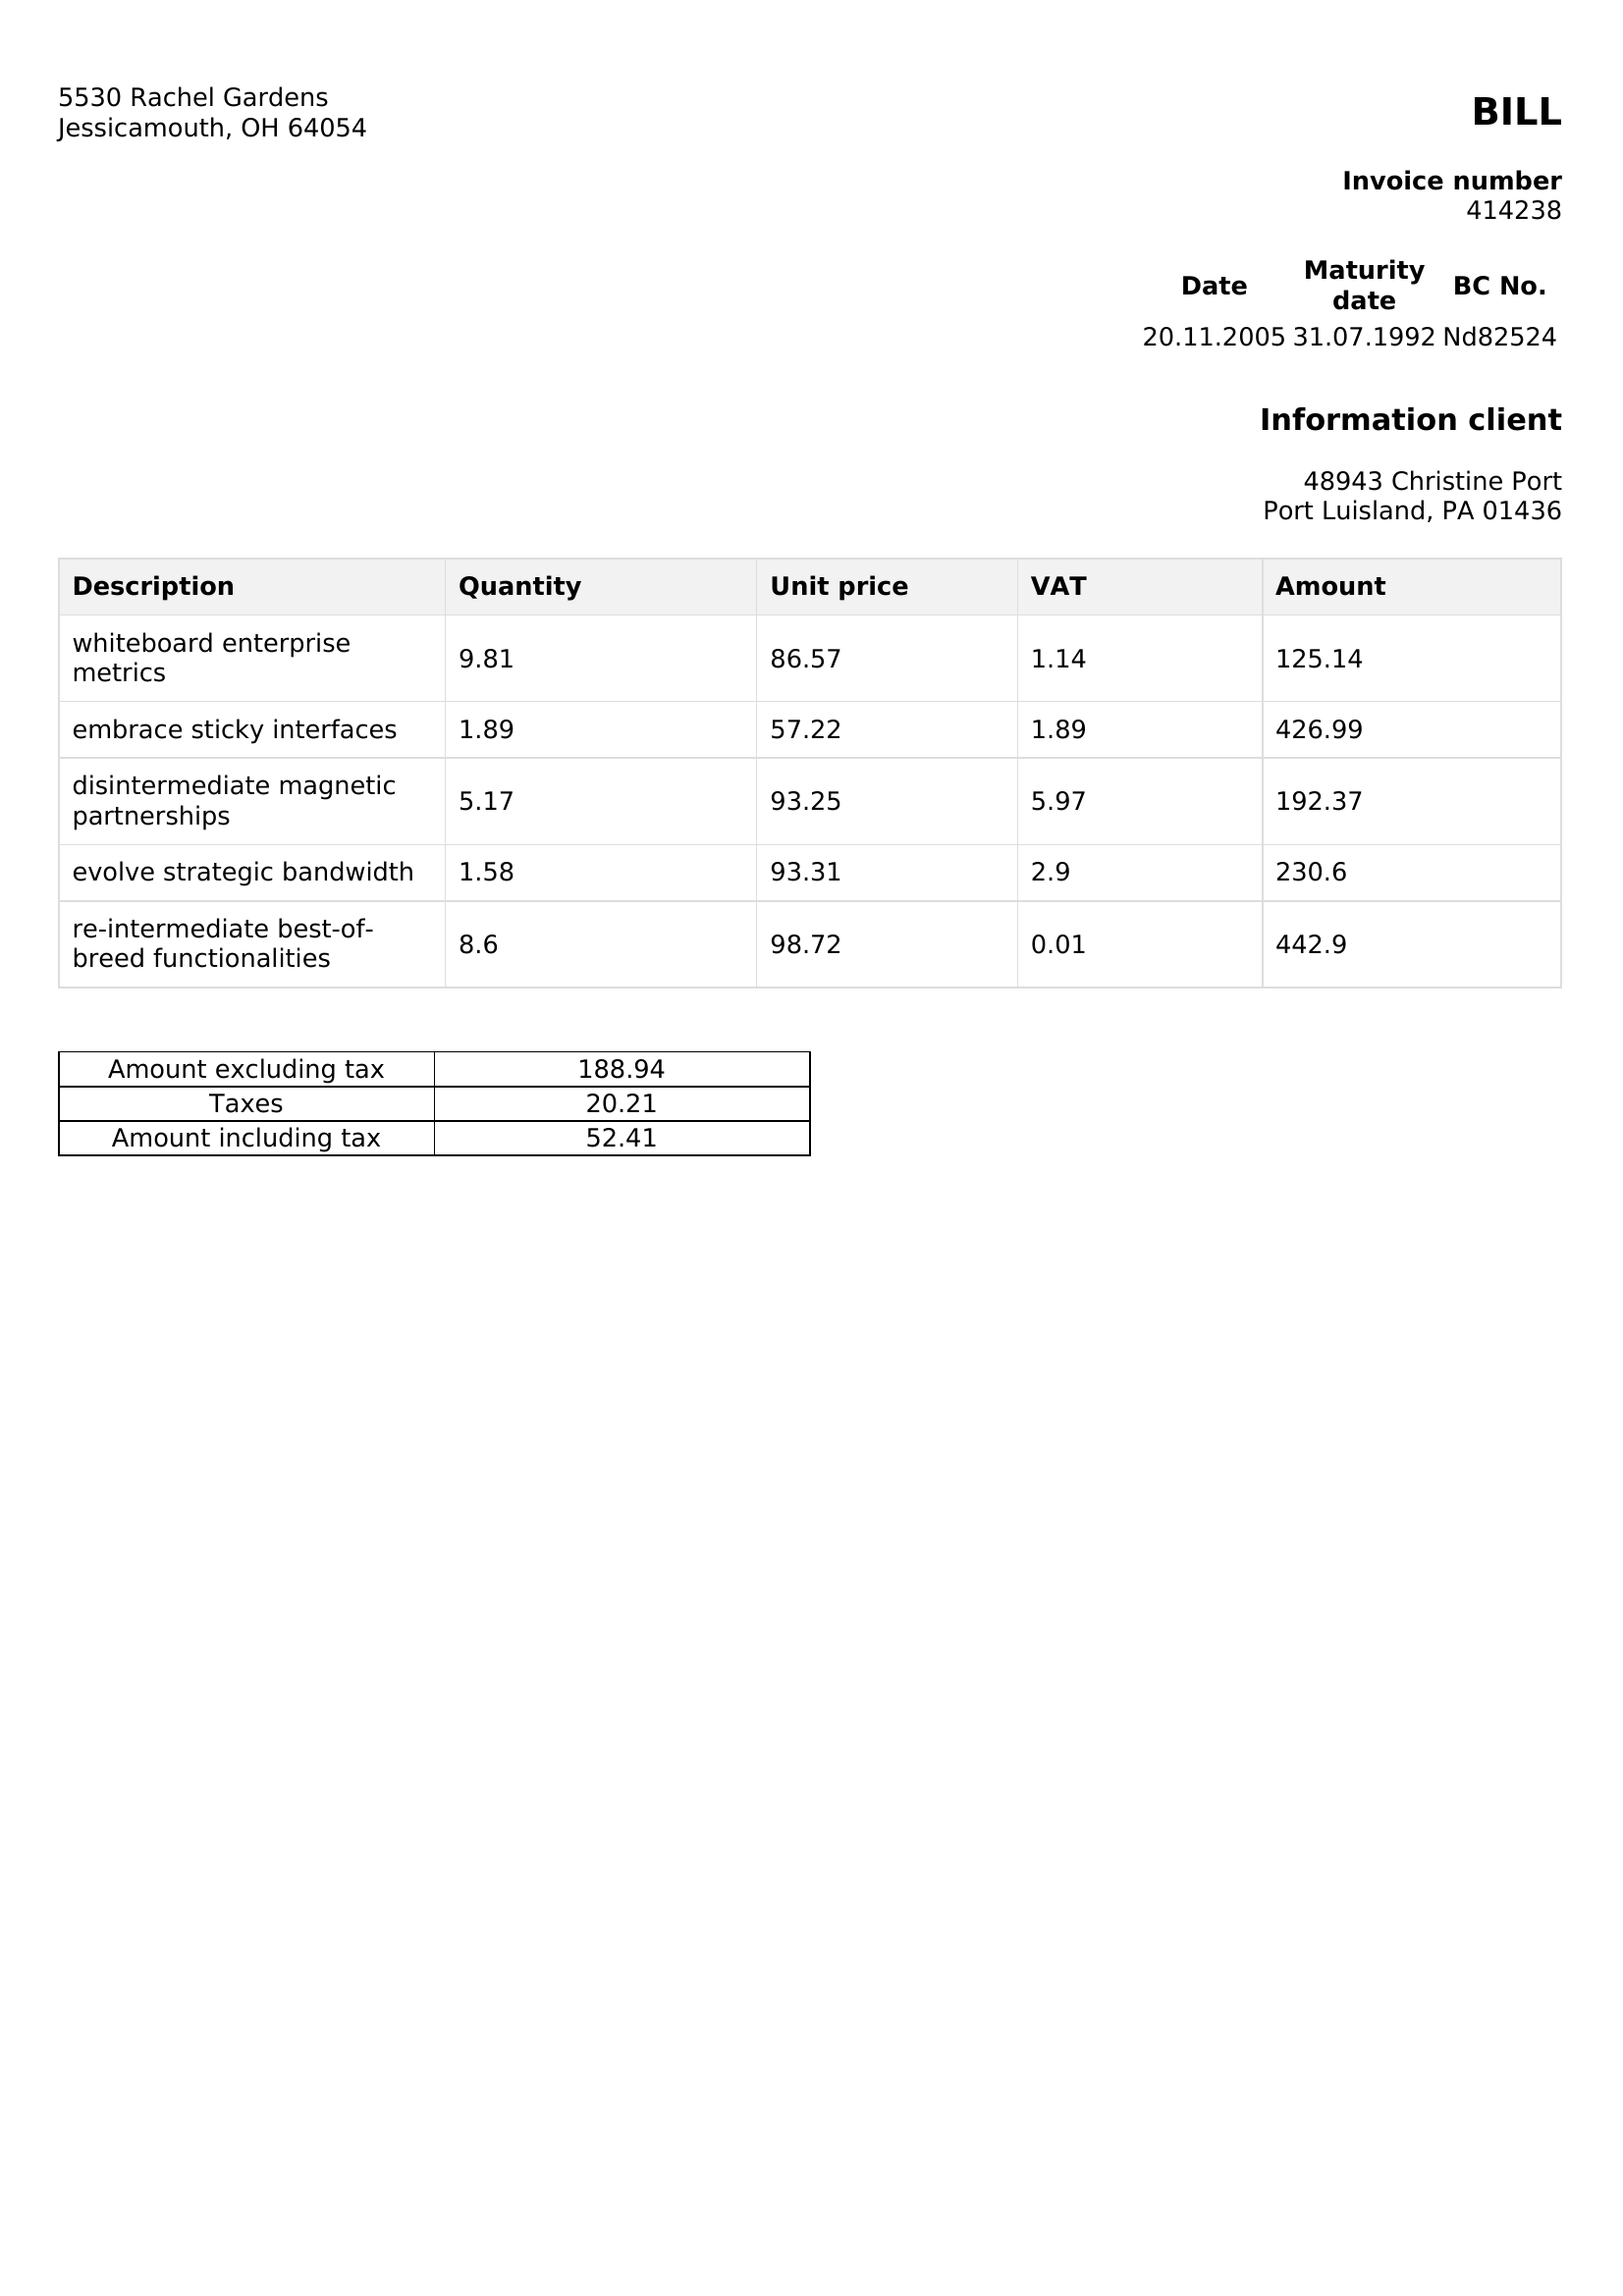 5530 Rachel Gardens
Jessicamouth, OH 64054
BILL
Invoice number
414238
Date Maturity date BC No.
20.11.2005 31.07.1992 Nd82524
Information client
48943 Christine Port
Port Luisland, PA 01436
Description Quantity Unit price VAT Amount
whiteboard enterprise
metrics 9.81 86.57 1.14 125.14
embrace sticky interfaces 1.89 57.22 1.89 426.99
disintermediate magnetic
partnerships 5.17 93.25 5.97 192.37
evolve strategic bandwidth 1.58 93.31 2.9 230.6
re-intermediate best-of-
breed functionalities 8.6 98.72 0.01 442.9
Amount excluding tax 188.94
Taxes 20.21
Amount including tax 52.41